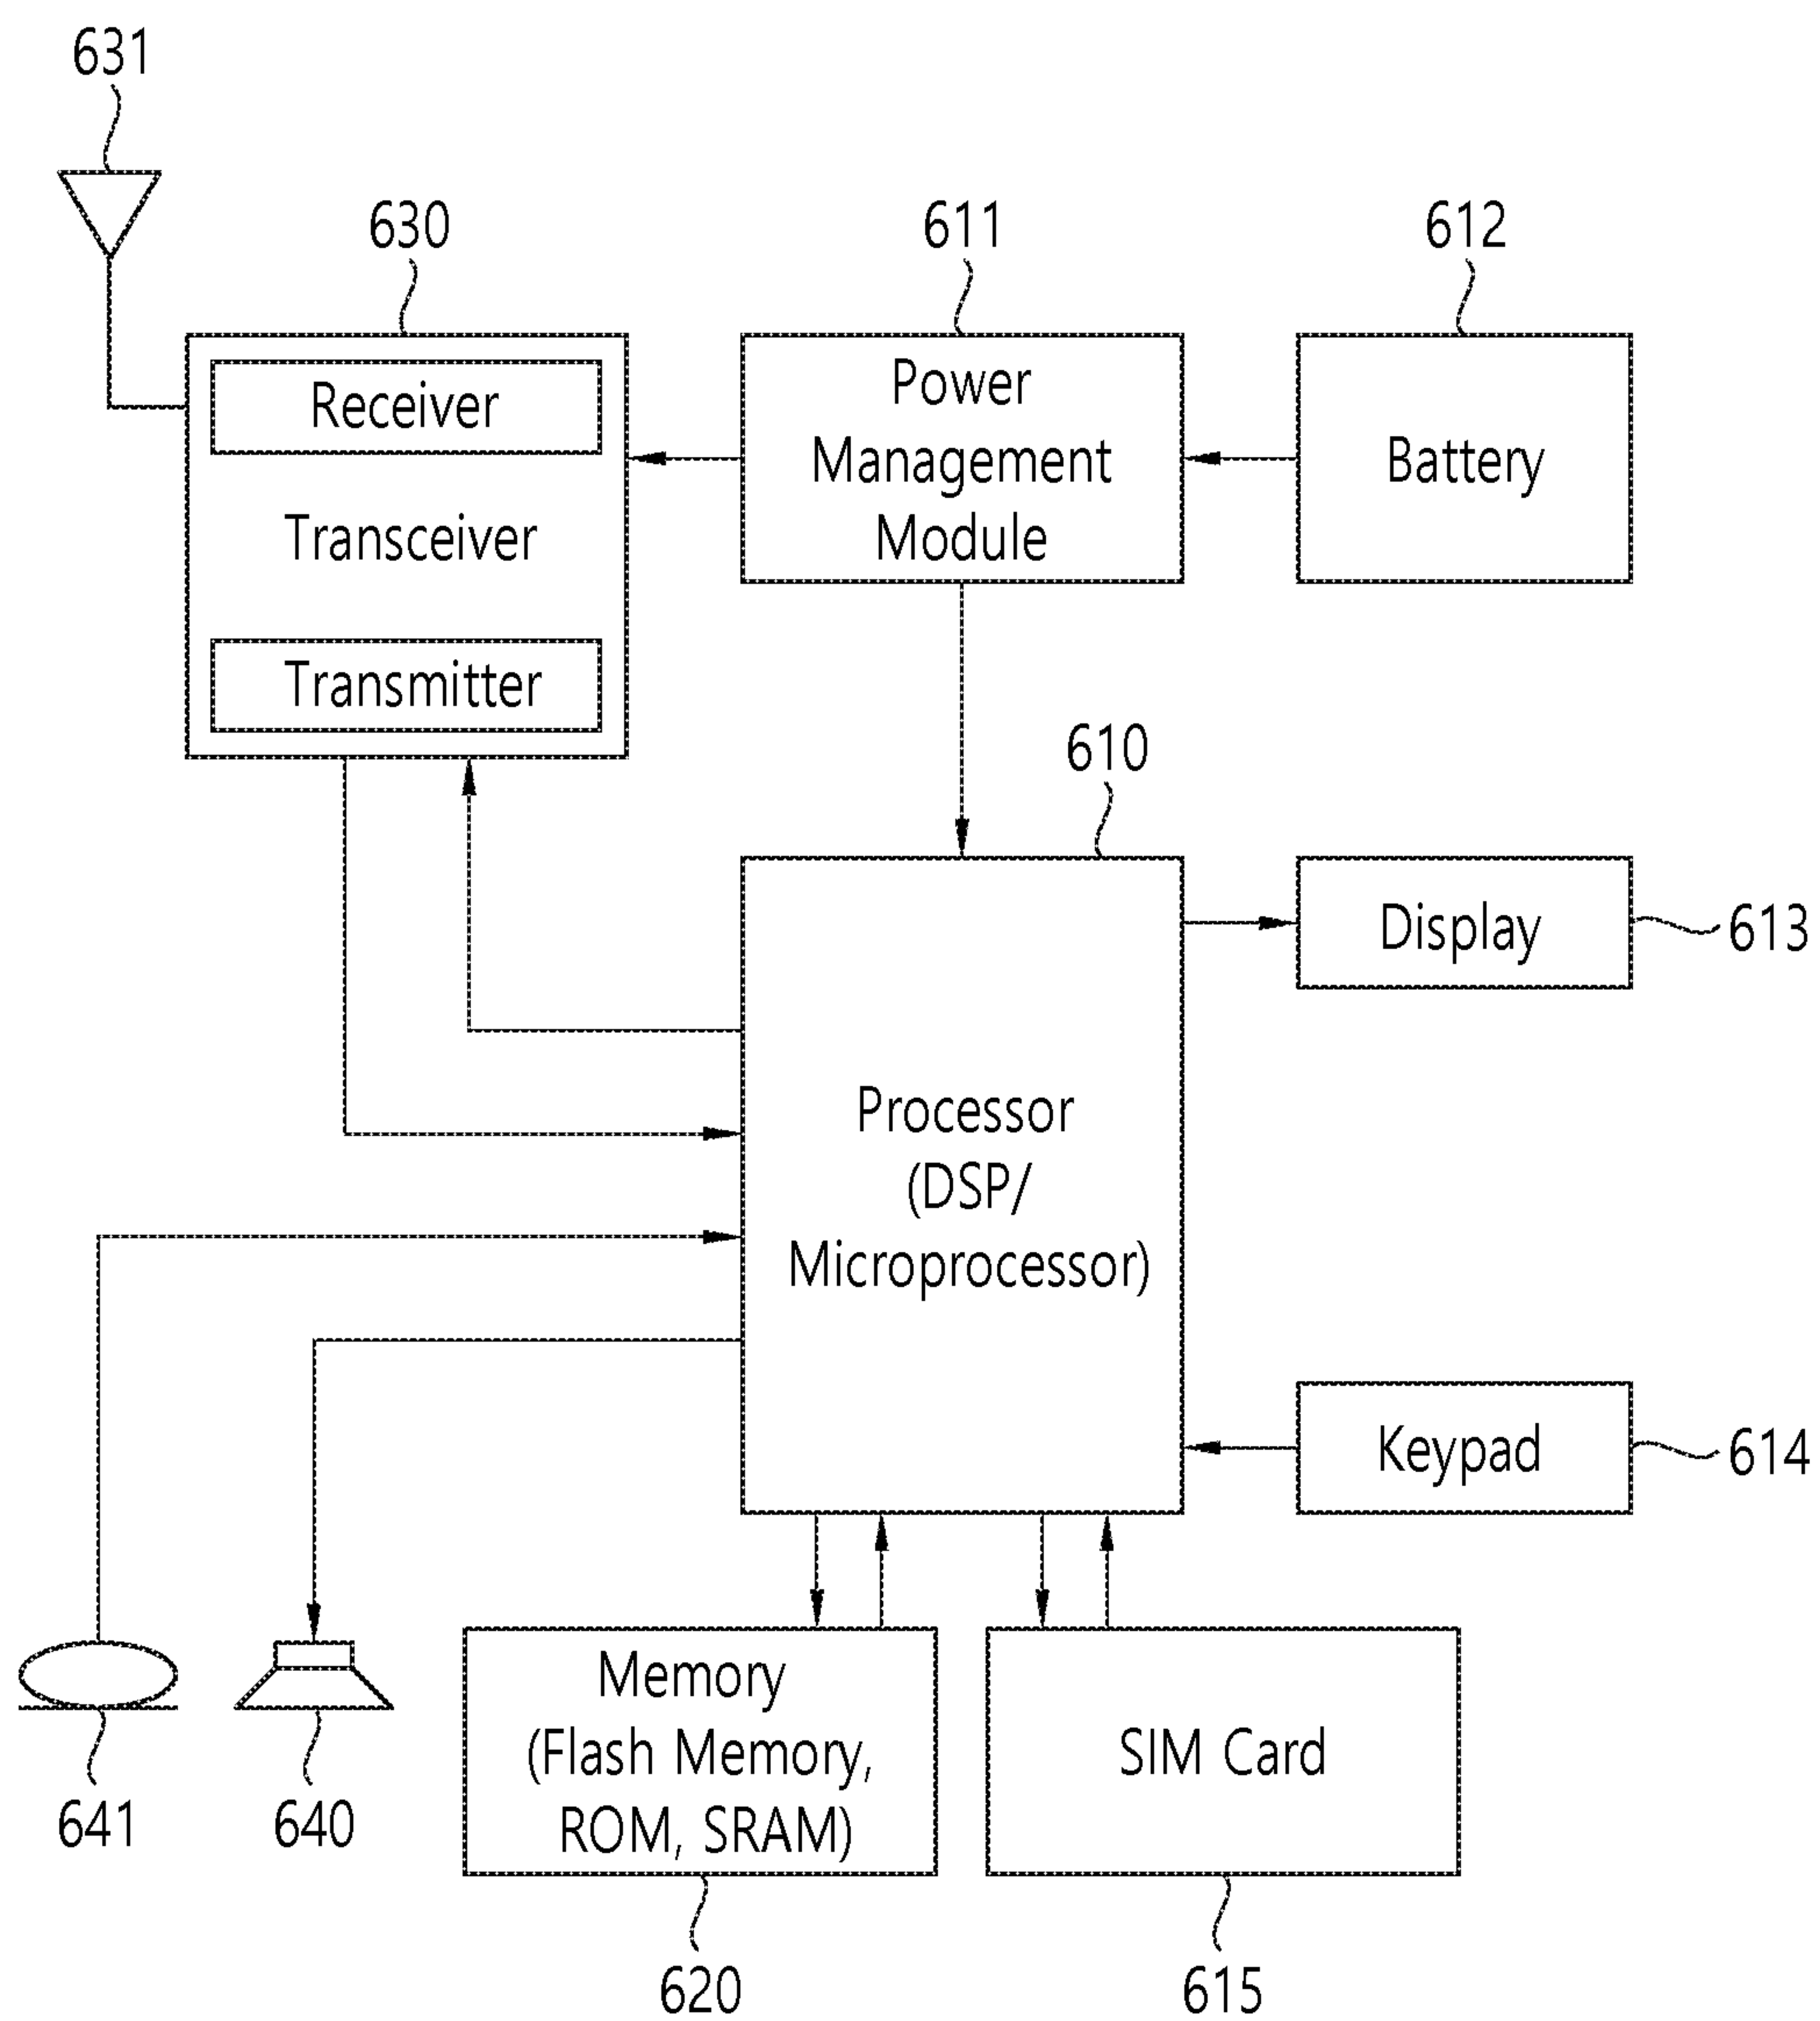 631
630
611
612
Receiver
Transceiver
Transmitter
Power
Management
Module
Battery
610
Display
613
Processor
(DSP/
Microprocessor)
Keypad
614
641
640
Memory
(Flash Memory,
ROM, SRAM)
SIM Card
620
615